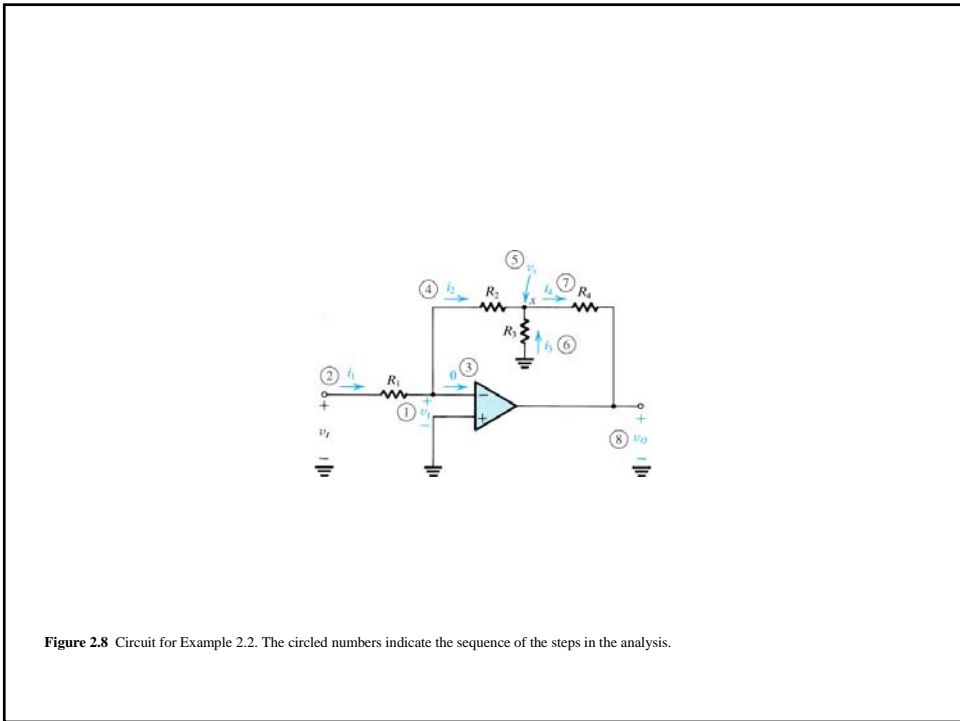 ⑤
v_x
④ i₂ R₂ x i₄ ⑦ R₄
R₃
i₃ ⑥
② i₁ R₁ 0 ③
+ + −
① v₁ +
v_I − +
⑧ v_O
− −
Figure 2.8 Circuit for Example 2.2. The circled numbers indicate the sequence of the steps in the analysis.